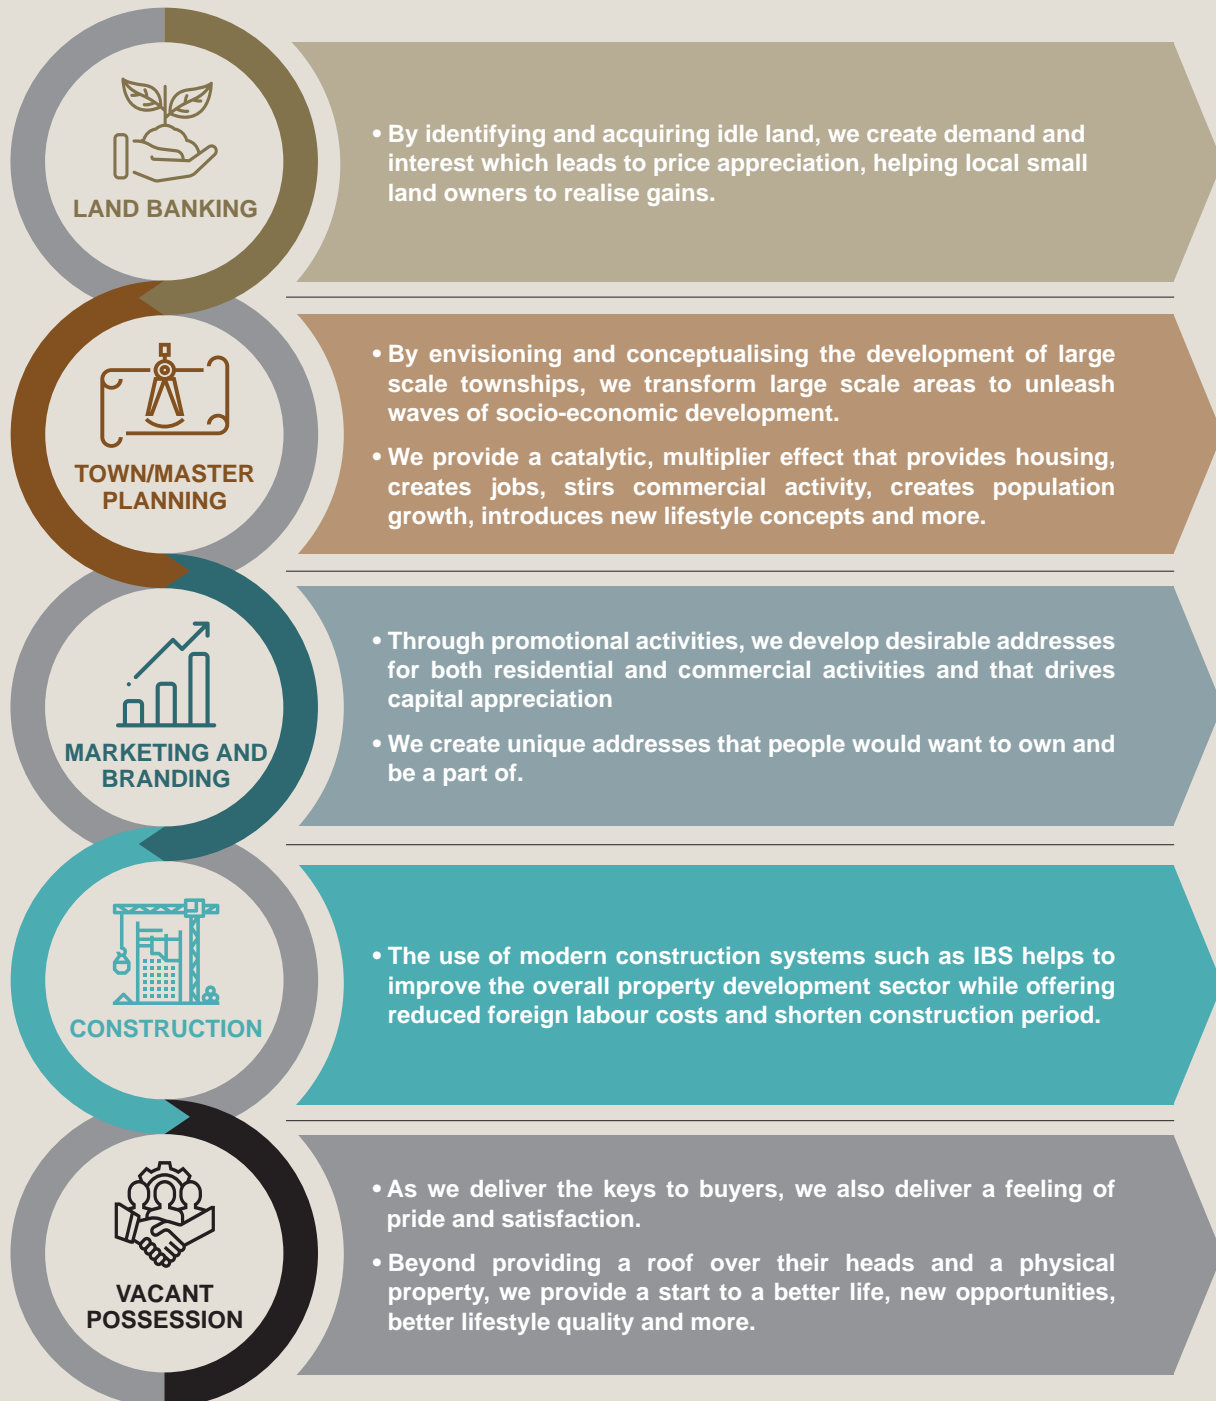 LAND BANKING
• By identifying and acquiring idle land, we create demand and
interest which leads to price appreciation, helping local small
land owners to realise gains.
TOWN/MASTER
PLANNING
• By envisioning and conceptualising the development of large
scale townships, we transform large scale areas to unleash
waves of socio-economic development.
• We provide a catalytic, multiplier effect that provides housing,
creates jobs, stirs commercial activity, creates population
growth, introduces new lifestyle concepts and more.
MARKETING AND
BRANDING
• Through promotional activities, we develop desirable addresses
for both residential and commercial activities and that drives
capital appreciation
• We create unique addresses that people would want to own and
be a part of.
CONSTRUCTION
• The use of modern construction systems such as IBS helps to
improve the overall property development sector while offering
reduced foreign labour costs and shorten construction period.
VACANT
POSSESSION
• As we deliver the keys to buyers, we also deliver a feeling of
pride and satisfaction.
• Beyond providing a roof over their heads and a physical
property, we provide a start to a better life, new opportunities,
better lifestyle quality and more.